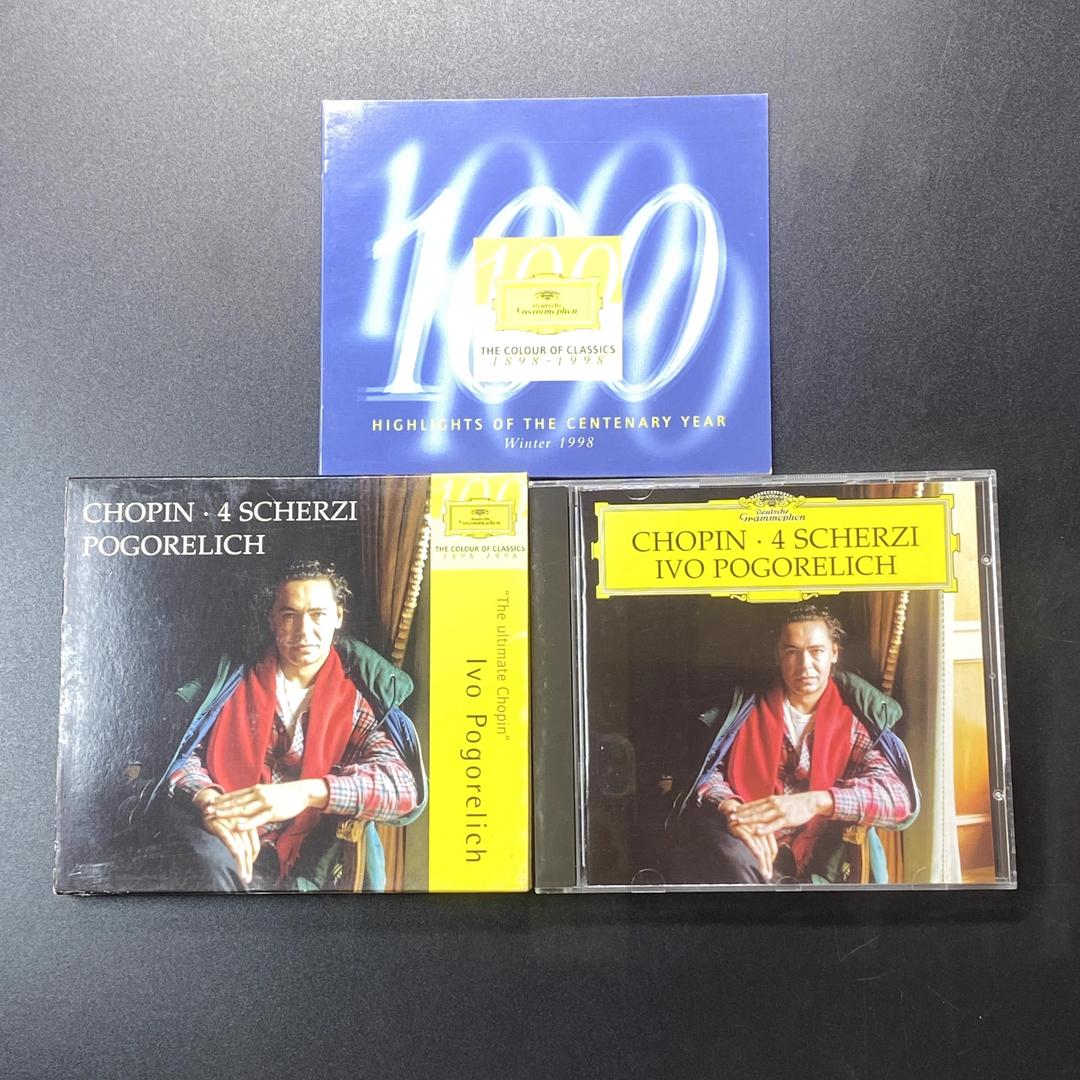 100
100
Deutsche
Grammophon
THE COLOUR OF CLASSICS
1898-1998
HIGHLIGHTS OF THE CENTENARY YEAR
Winter 1998
CHOPIN · 4 SCHERZI
POGORELICH
100
Deutsche
Grammophon
THE COLOUR OF CLASSICS
1898-1998
"The ultimate Chopin"
Ivo Pogorelich
Deutsche
Grammophon
CHOPIN · 4 SCHERZI
IVO POGORELICH